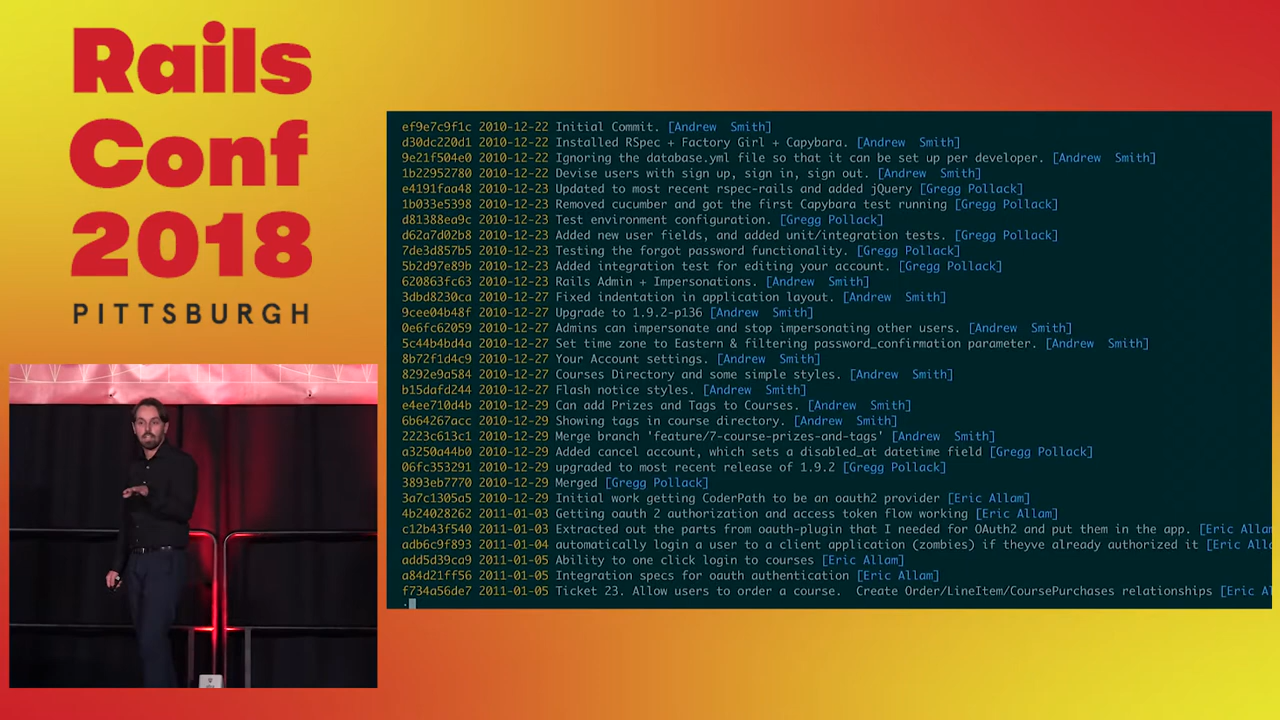 Rails
Conf
2018
PITTSBURGH
ef9e7c9f1c 2010-12-22 Initial Commit. [Andrew  Smith]
d30dc220d1 2010-12-22 Installed RSpec + Factory Girl + Capybara. [Andrew  Smith]
9e21f504e0 2010-12-22 Ignoring the database.yml file so that it can be set up per developer. [Andrew  Smith]
1b22952780 2010-12-22 Devise users with sign up, sign in, sign out. [Andrew  Smith]
e4191faa48 2010-12-23 Updated to most recent rspec-rails and added jQuery [Gregg Pollack]
1b033e5398 2010-12-23 Removed cucumber and got the first Capybara test running [Gregg Pollack]
d81388ea9c 2010-12-23 Test environment configuration. [Gregg Pollack]
d62a7d02b8 2010-12-23 Added new user fields, and added unit/integration tests. [Gregg Pollack]
7de3d857b5 2010-12-23 Testing the forgot password functionality. [Gregg Pollack]
5b2d97e89b 2010-12-23 Added integration test for editing your account. [Gregg Pollack]
620863fc63 2010-12-23 Rails Admin + Impersonations. [Andrew  Smith]
3dbd8230ca 2010-12-27 Fixed indentation in application layout. [Andrew  Smith]
9cee04b48f 2010-12-27 Upgrade to 1.9.2-p136 [Andrew  Smith]
0e6fc62059 2010-12-27 Admins can impersonate and stop impersonating other users. [Andrew  Smith]
5c44b4bd4a 2010-12-27 Set time zone to Eastern & filtering password_confirmation parameter. [Andrew  Smith]
8b72f1d4c9 2010-12-27 Your Account settings. [Andrew  Smith]
8292e9a584 2010-12-27 Courses Directory and some simple styles. [Andrew  Smith]
b15dafd244 2010-12-27 Flash notice styles. [Andrew  Smith]
e4ee710d4b 2010-12-29 Can add Prizes and Tags to Courses. [Andrew  Smith]
6b64267acc 2010-12-29 Showing tags in course directory. [Andrew  Smith]
2223c613c1 2010-12-29 Merge branch 'feature/7-course-prizes-and-tags' [Andrew  Smith]
a3250a44b0 2010-12-29 Added cancel account, which sets a disabled_at datetime field [Gregg Pollack]
06fc353291 2010-12-29 upgraded to most recent release of 1.9.2 [Gregg Pollack]
3893eb7770 2010-12-29 Merged [Gregg Pollack]
3a7c1305a5 2010-12-29 Initial work getting CoderPath to be an oauth2 provider [Eric Allam]
4b24028262 2011-01-03 Getting oauth 2 authorization and access token flow working [Eric Allam]
c12b43f540 2011-01-03 Extracted out the parts from oauth-plugin that I needed for OAuth2 and put them in the app. [Eric Allam
adb6c9f893 2011-01-04 automatically login a user to a client application (zombies) if theyve already authorized it [Eric Alla
add5d39ca9 2011-01-05 Ability to one click login to courses [Eric Allam]
a84d21ff56 2011-01-05 Integration specs for oauth authentication [Eric Allam]
f734a56de7 2011-01-05 Ticket 23. Allow users to order a course.  Create Order/LineItem/CoursePurchases relationships [Eric Al
: